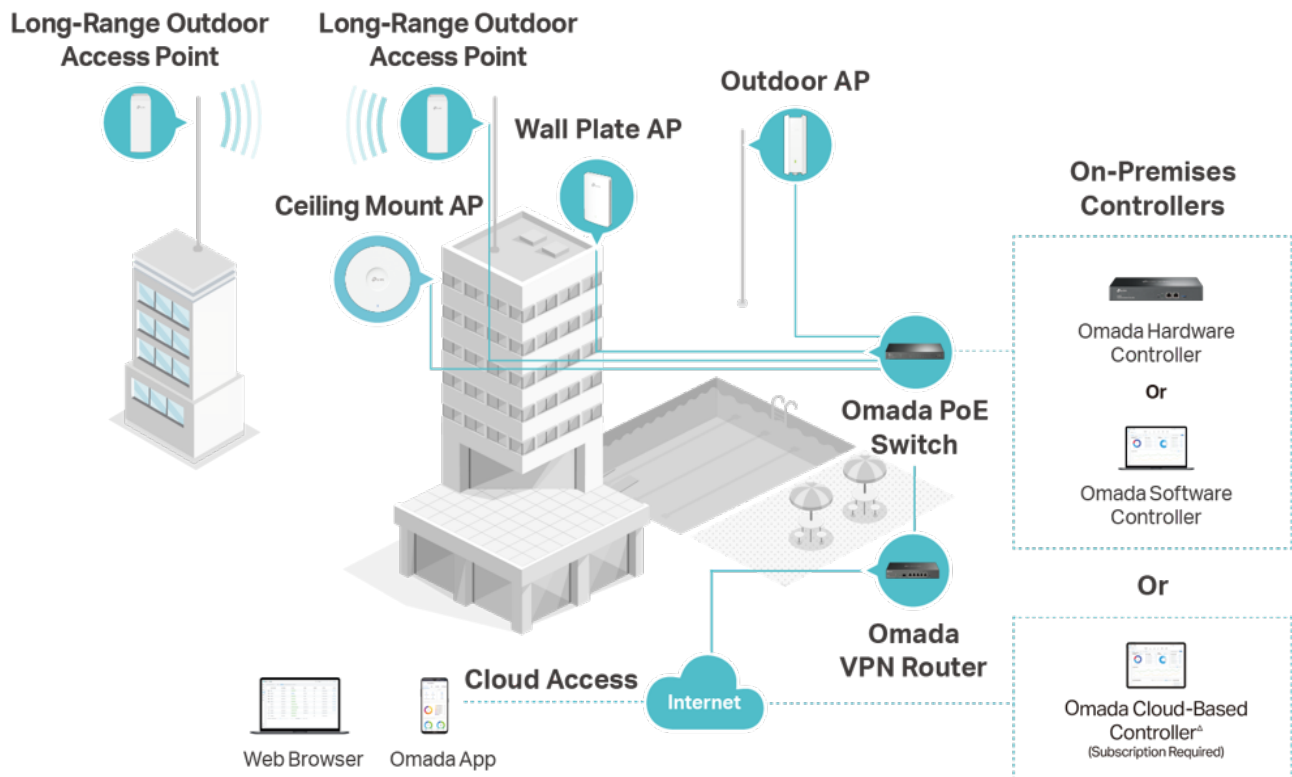 Long-Range Outdoor
Access Point
Long-Range Outdoor
Access Point
Outdoor AP
Wall Plate AP
Ceiling Mount AP
On-Premises
Controllers
Omada Hardware
Controller
Or
Omada PoE
Switch
Omada Software
Controller
Or
Omada
VPN Router
Cloud Access
Internet
Web Browser
Omada App
Omada Cloud-Based
Controller△
(Subscription Required)